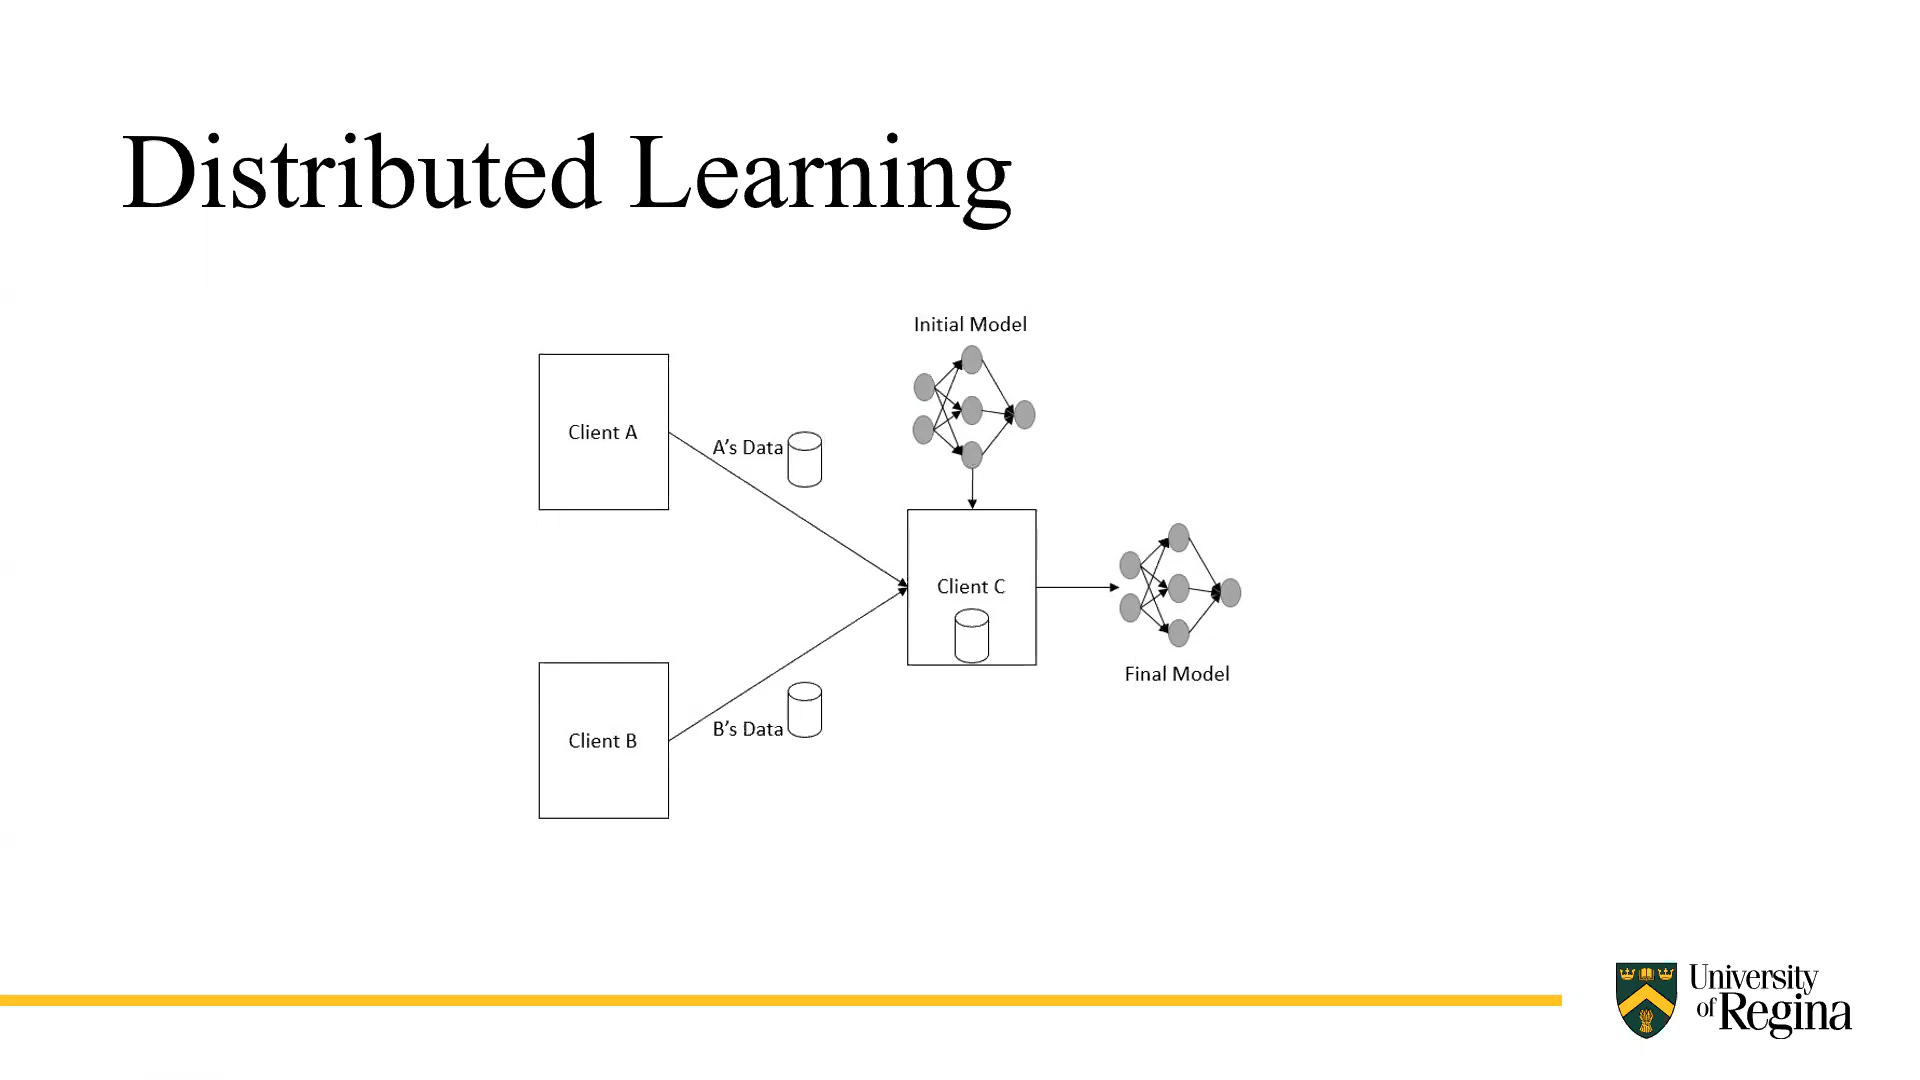 Distributed Learning
Initial Model
Client A
A’s Data
Client C
Final Model
B’s Data
Client B
University
of Regina